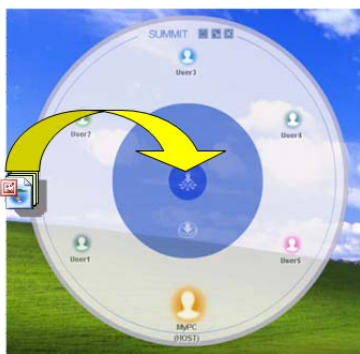 SUMMIT
User3
User2
User4
User1
User5
MyPC
(HOST)